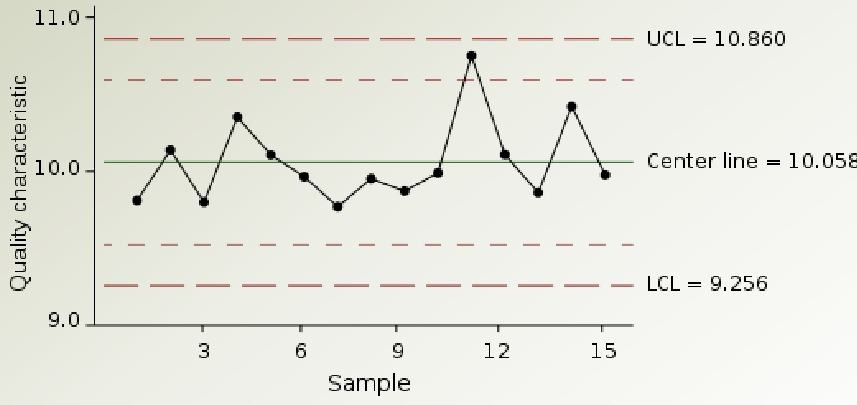 11.0
UCL = 10.860
10.0
Center line = 10.058
Quality characteristic
LCL = 9.256
9.0
3 6 9 12 15
Sample